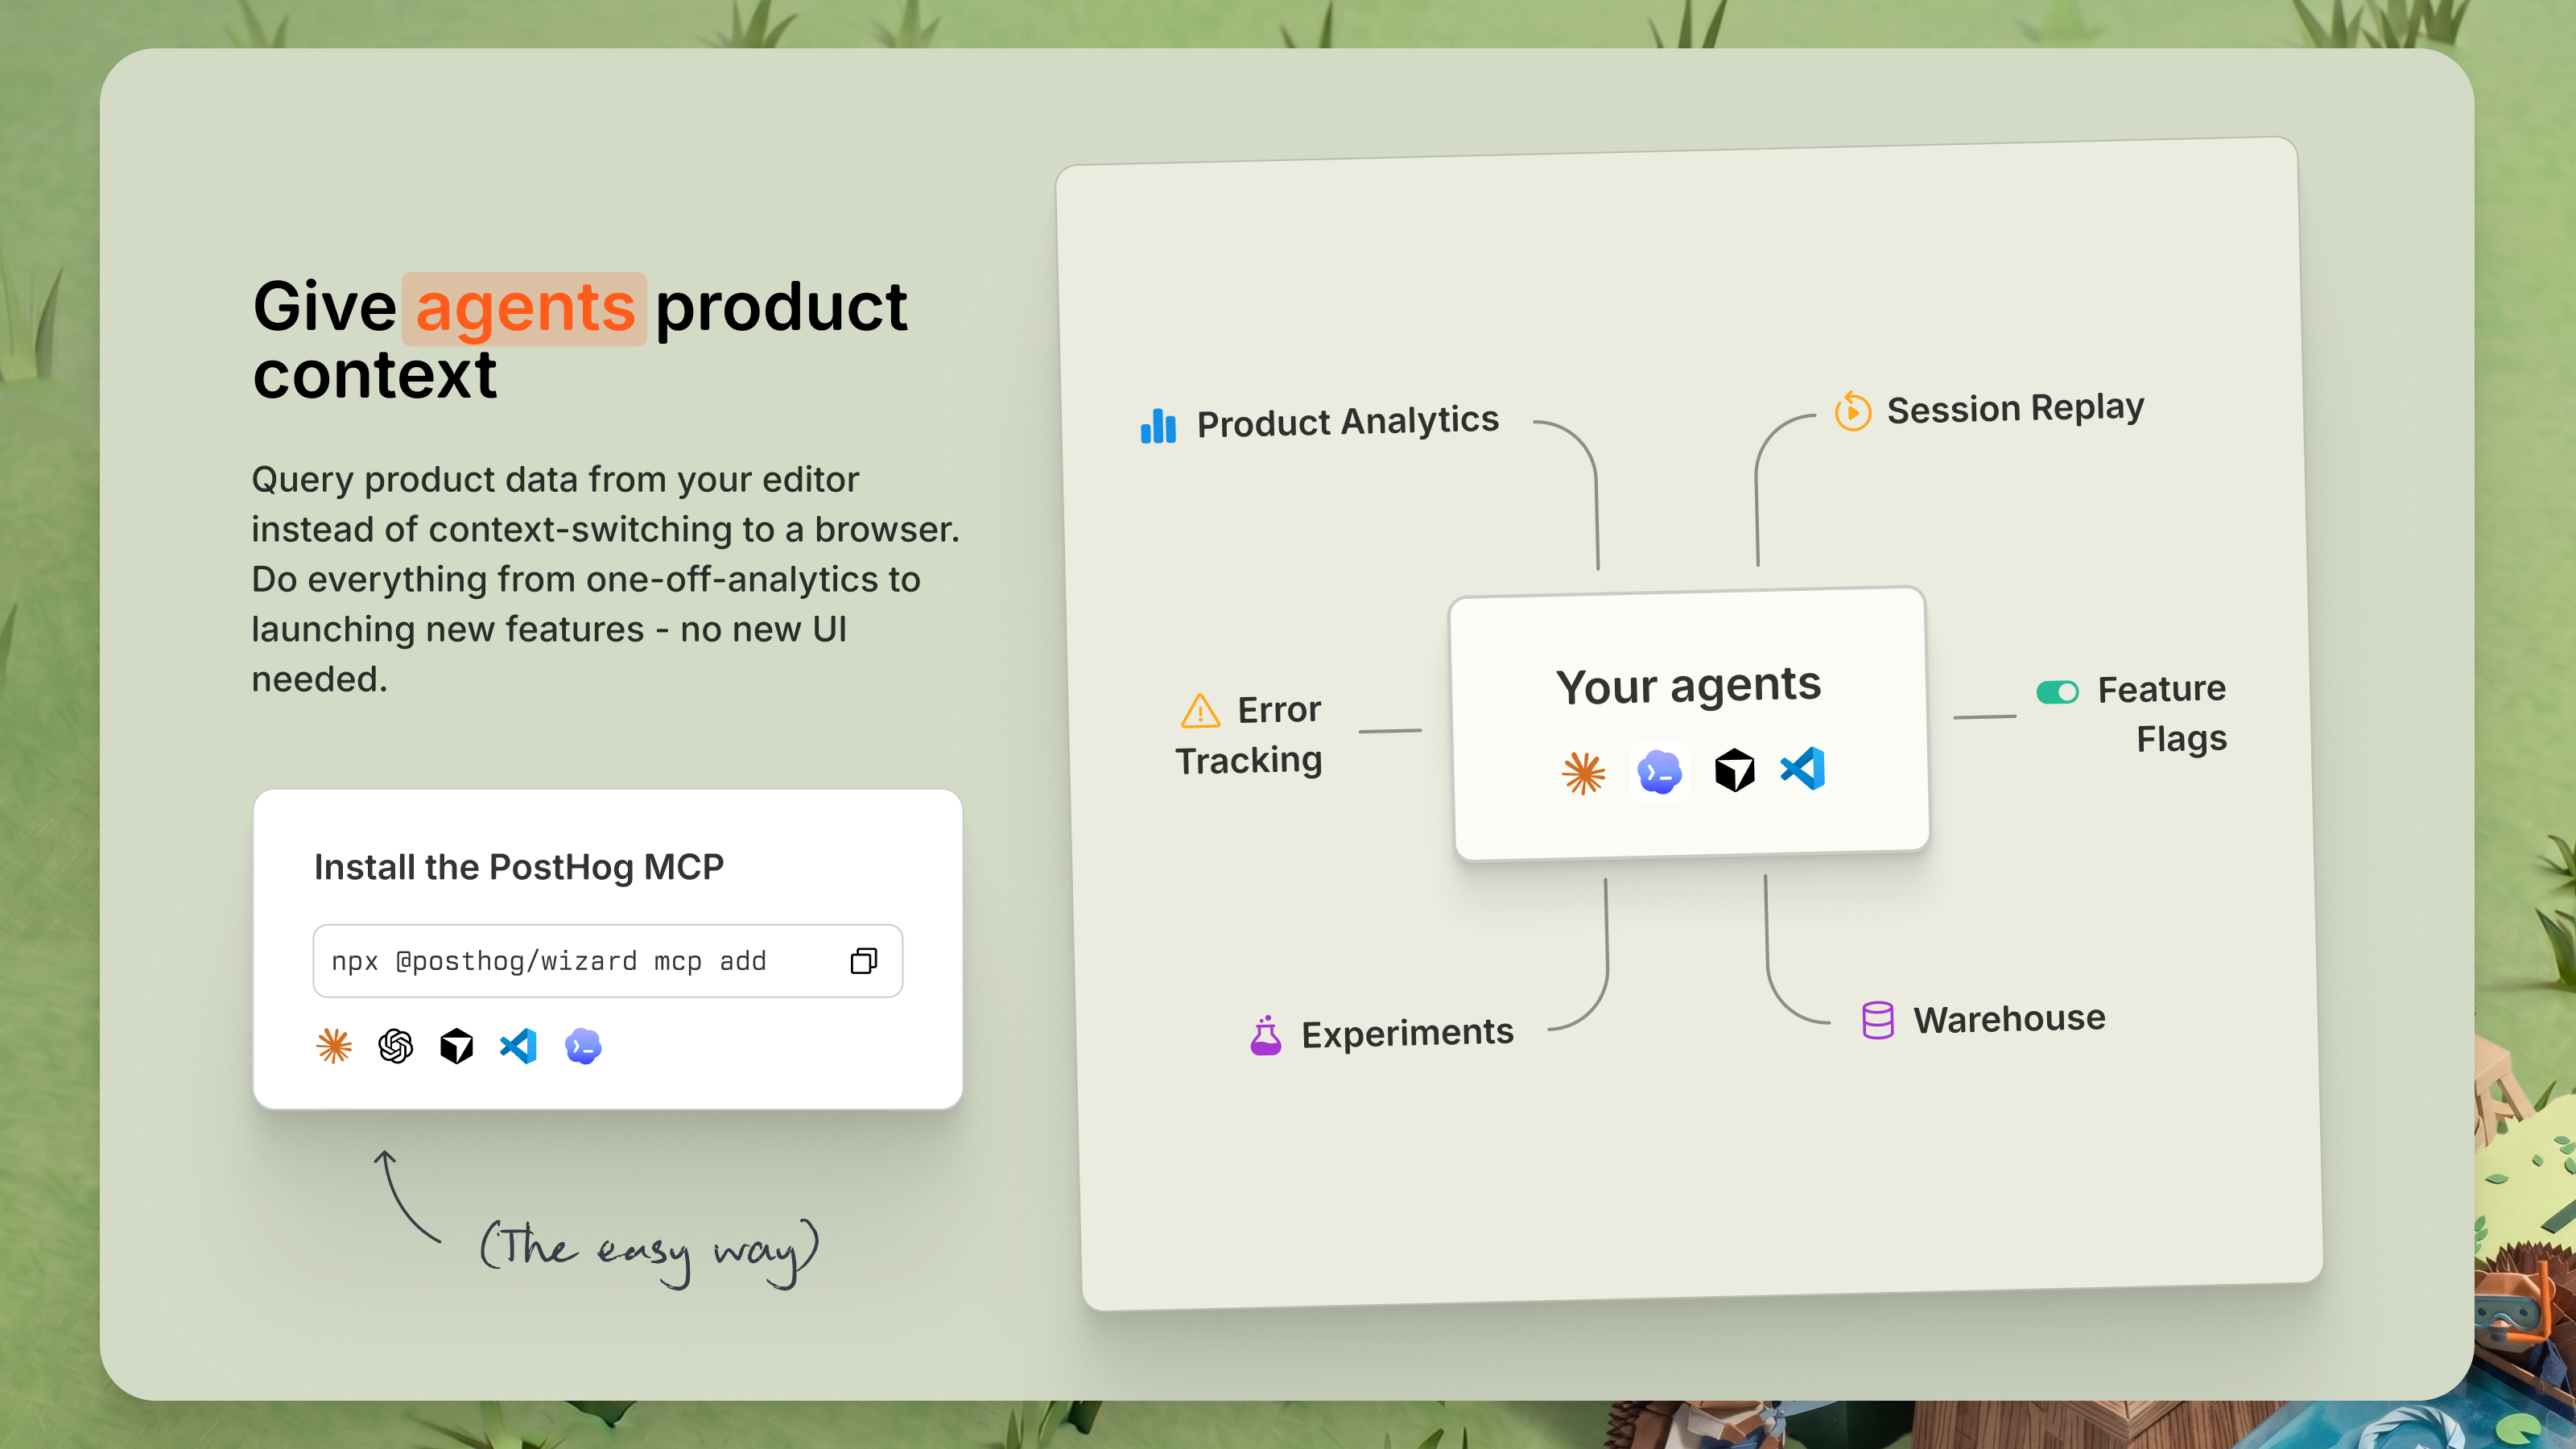 Give agents product
context
Query product data from your editor
instead of context-switching to a browser.
Do everything from one-off-analytics to
launching new features - no new UI
needed.
Install the PostHog MCP
npx @posthog/wizard mcp add
(The easy way)
Product Analytics
Session Replay
Error
Tracking
Your agents
Feature
Flags
Experiments
Warehouse